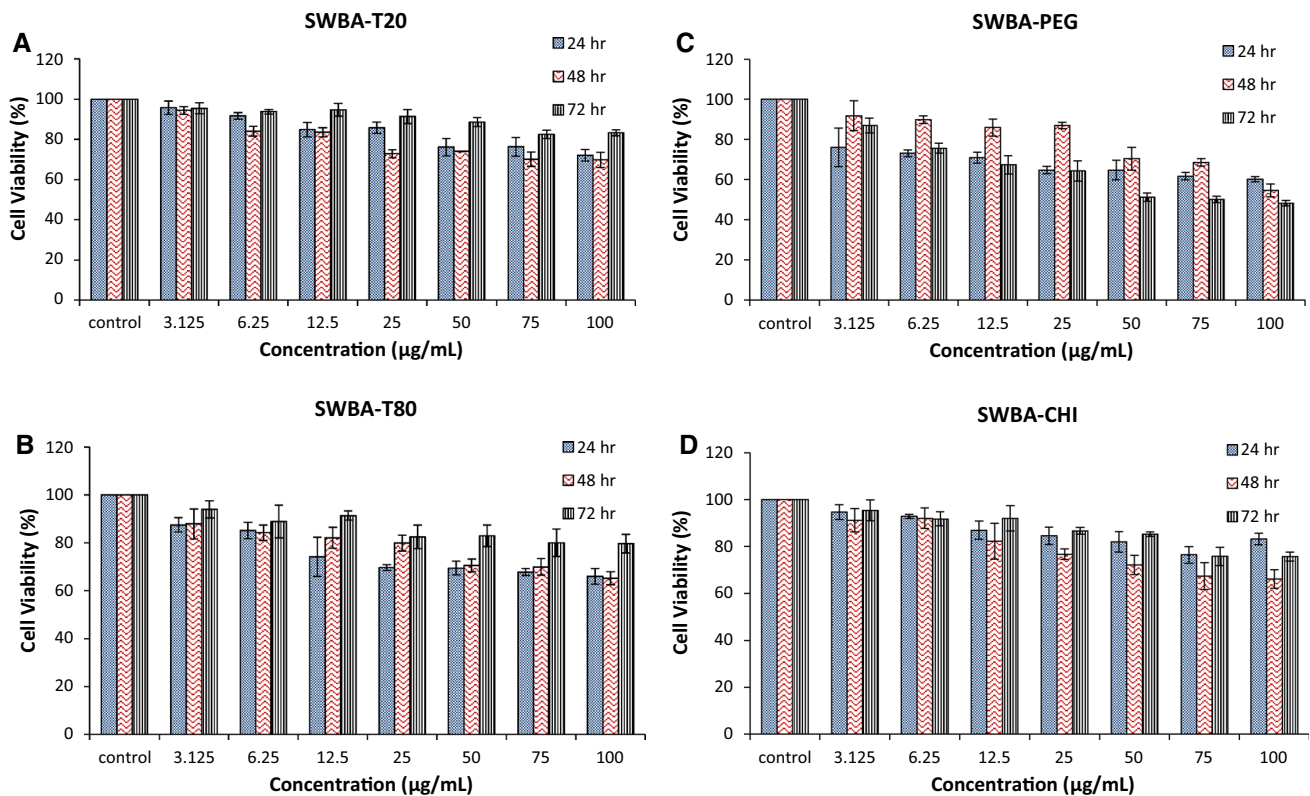 A
SWBA-T20
24 hr
48 hr
72 hr
Cell Viability (%)
120
100
80
60
40
20
0
control 3.125 6.25 12.5 25 50 75 100
Concentration (µg/mL)
C
SWBA-PEG
24 hr
48 hr
72 hr
Cell Viability (%)
120
100
80
60
40
20
0
control 3.125 6.25 12.5 25 50 75 100
Concentration (µg/mL)
B
SWBA-T80
24 hr
48 hr
72 hr
Cell Viability (%)
120
100
80
60
40
20
0
control 3.125 6.25 12.5 25 50 75 100
Concentration (µg/mL)
D
SWBA-CHI
24 hr
48 hr
72 hr
Cell Viability (%)
120
100
80
60
40
20
0
control 3.125 6.25 12.5 25 50 75 100
Concentration (µg/mL)